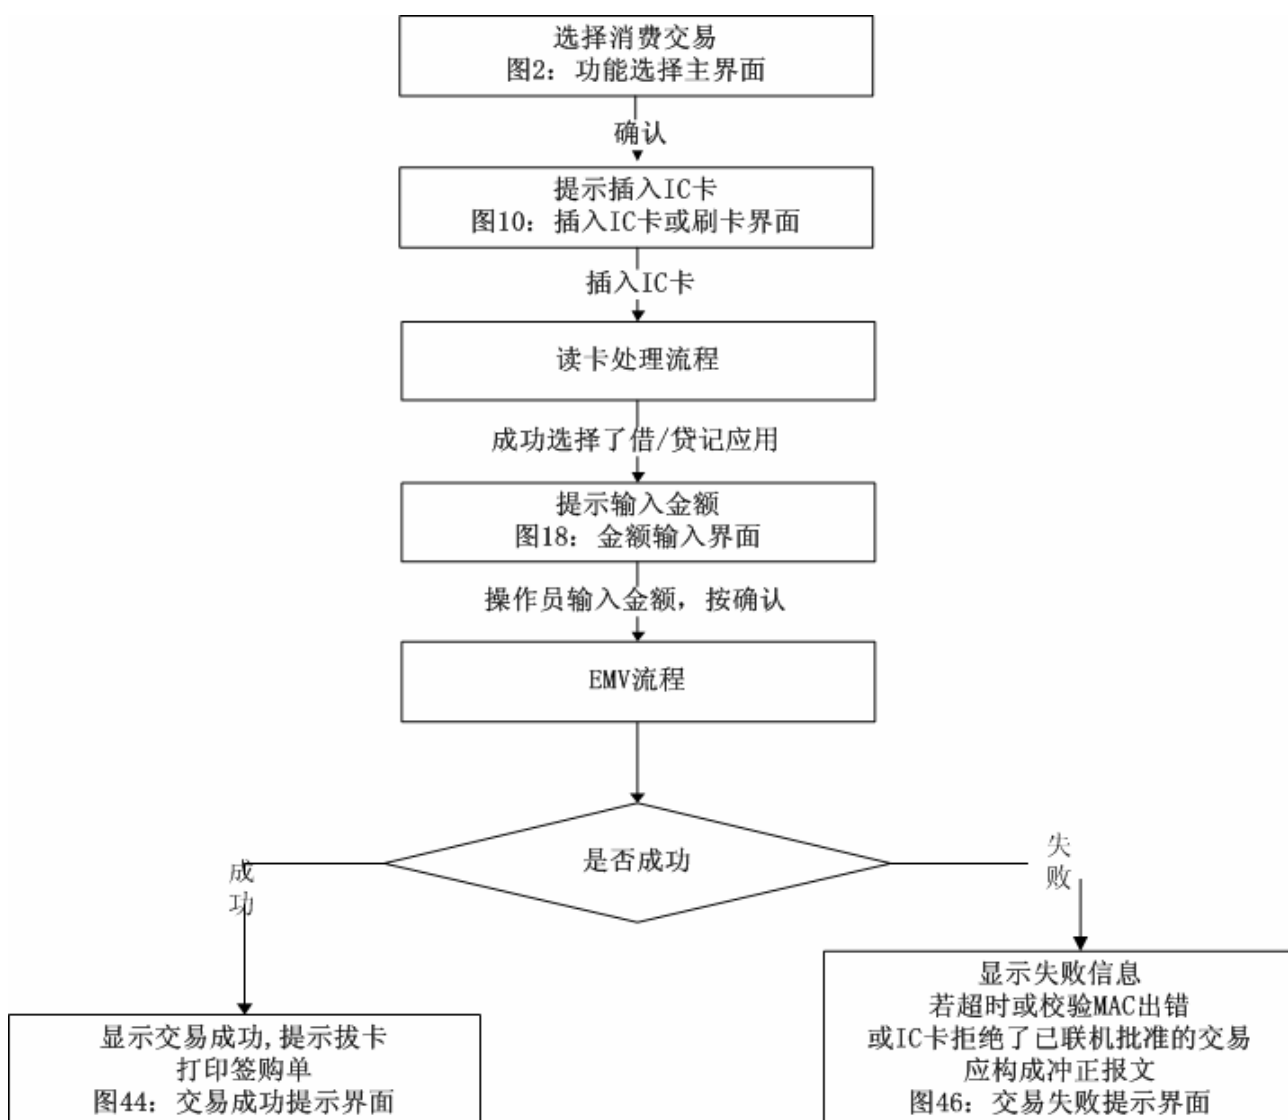 选择消费交易
图2：功能选择主界面
确认
提示插入IC卡
图10：插入IC卡或刷卡界面
插入IC卡
读卡处理流程
成功选择了借/贷记应用
提示输入金额
图18：金额输入界面
操作员输入金额，按确认
EMV流程
是否成功
成功
失败
显示交易成功,提示拔卡
打印签购单
图44：交易成功提示界面
显示失败信息
若超时或校验MAC出错
或IC卡拒绝了已联机批准的交易
应构成冲正报文
图46：交易失败提示界面